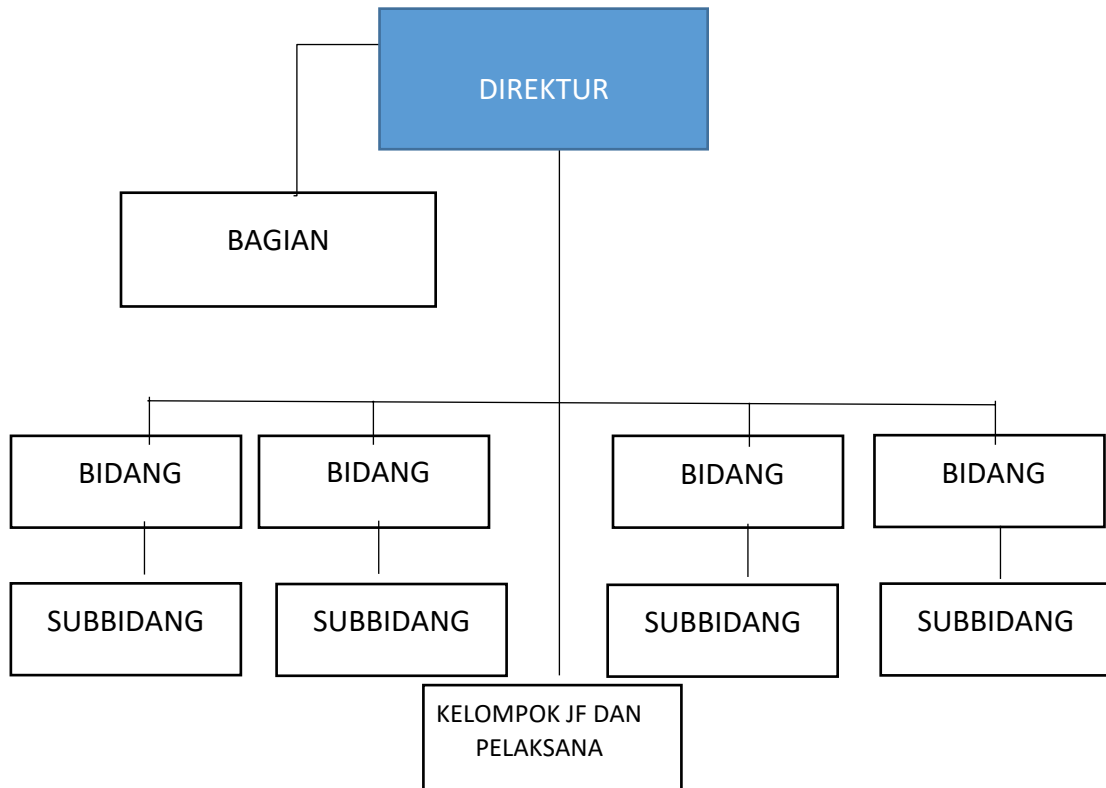 DIREKTUR
BAGIAN
BIDANG
BIDANG
BIDANG
BIDANG
SUBBIDANG
SUBBIDANG
SUBBIDANG
SUBBIDANG
KELOMPOK JF DAN
PELAKSANA